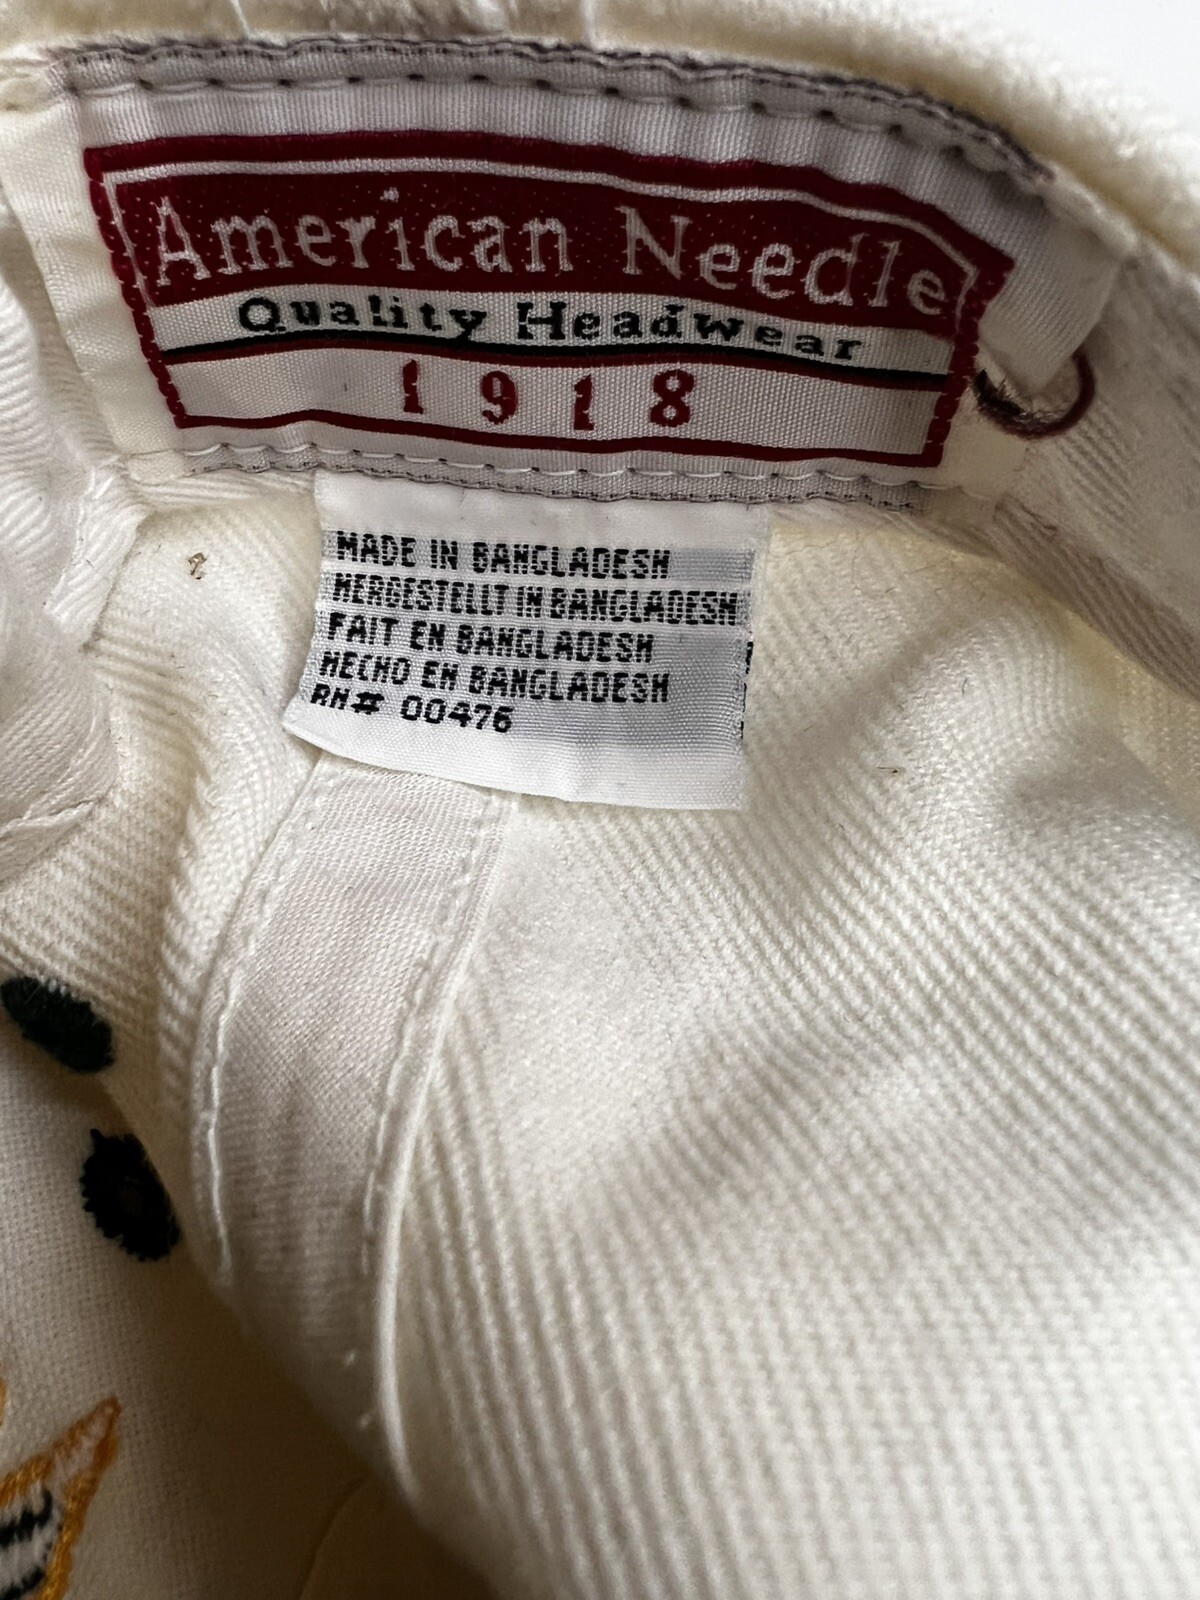 American Needle
Quality Headwear
1918
MADE IN BANGLADESH
HERGESTELLT IN BANGLADESH
FAIT EN BANGLADESH
HECHO EN BANGLADESH
RN# 00476